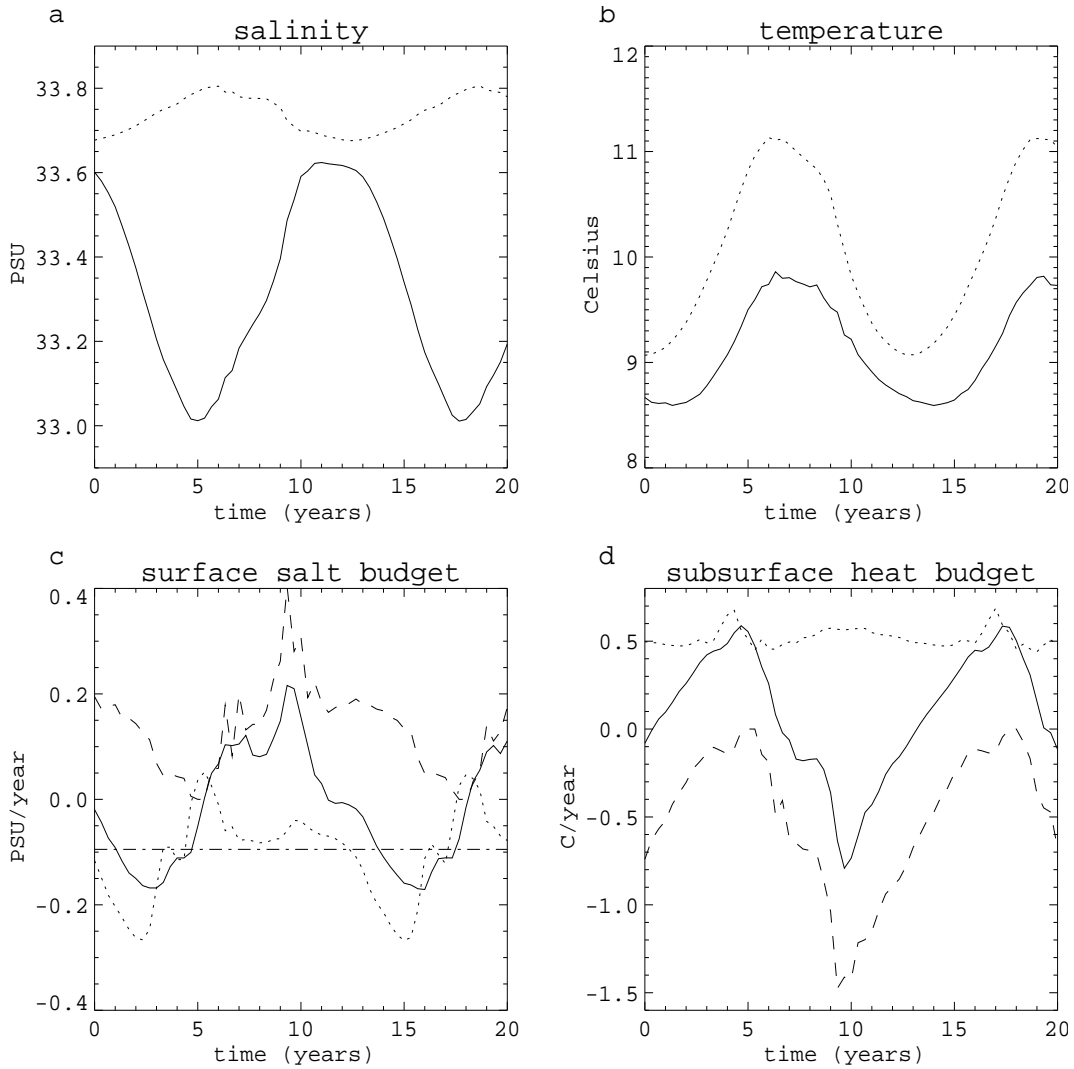 a
salinity
33.8
33.6
33.4
33.2
33.0
PSU
0 5 10 15 20
time (years)
b
temperature
12
11
10
9
8
Celsius
0 5 10 15 20
time (years)
c
surface salt budget
0.4
0.2
0.0
-0.2
-0.4
PSU/year
0 5 10 15 20
time (years)
d
subsurface heat budget
0.5
0.0
-0.5
-1.0
-1.5
C/year
0 5 10 15 20
time (years)